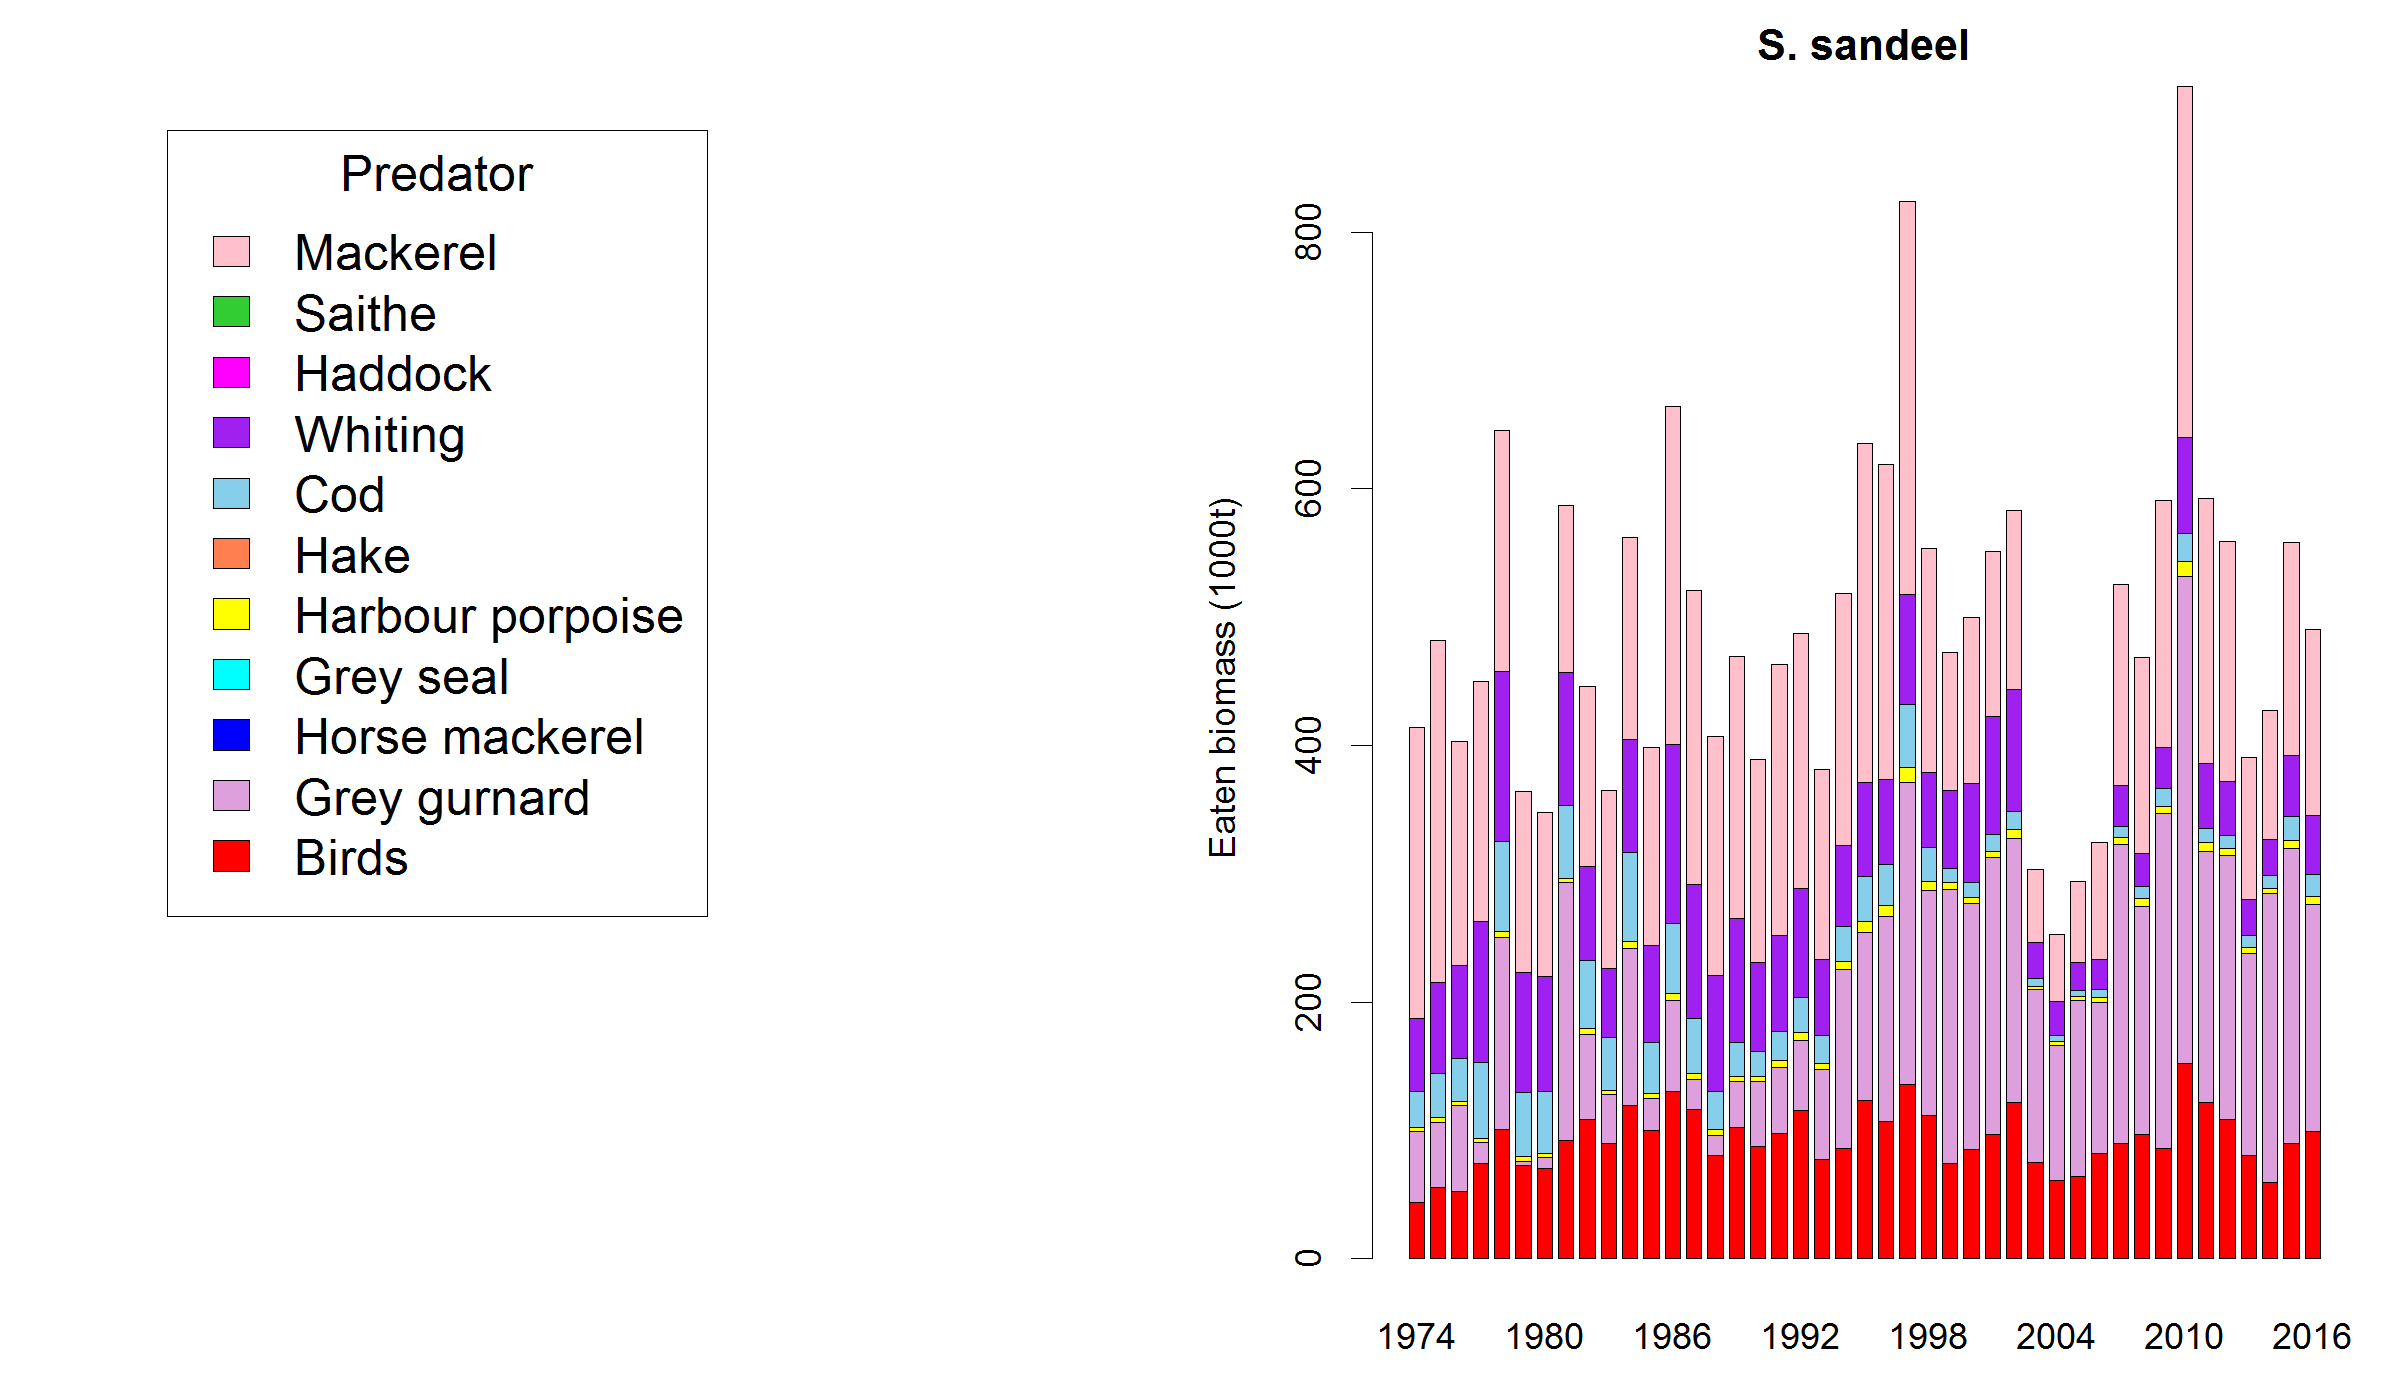 S. sandeel
Predator
Mackerel
Saithe
Haddock
Whiting
Cod
Hake
Harbour porpoise
Grey seal
Horse mackerel
Grey gurnard
Birds
Eaten biomass (1000t)
800
600
400
200
0
1974 1980 1986 1992 1998 2004 2010 2016